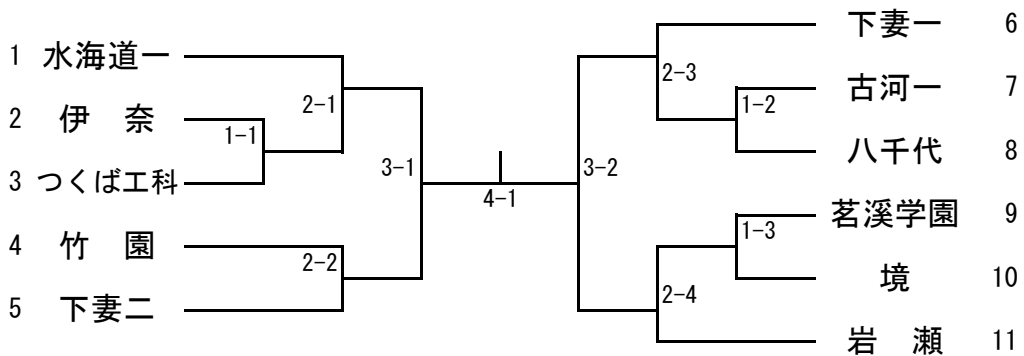 1 水海道一
2 伊 奈
3 つくば工科
4 竹 園
5 下妻二
1-1
2-1
2-2
3-1
4-1
3-2
2-3
1-2
1-3
2-4
下妻一 6
古河一 7
八千代 8
茗溪学園 9
境 10
岩 瀬 11